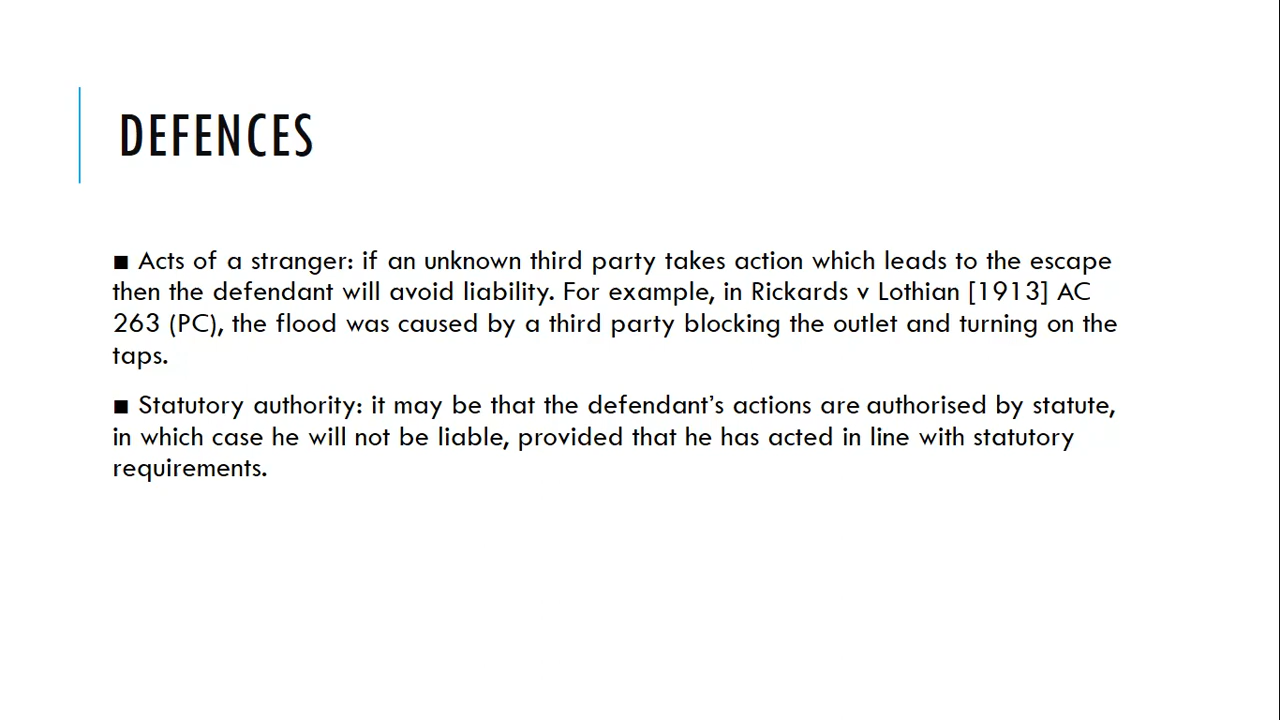 DEFENCES
■ Acts of a stranger: if an unknown third party takes action which leads to the escape
then the defendant will avoid liability. For example, in Rickards v Lothian [1913] AC
263 (PC), the flood was caused by a third party blocking the outlet and turning on the
taps.
■ Statutory authority: it may be that the defendant’s actions are authorised by statute,
in which case he will not be liable, provided that he has acted in line with statutory
requirements.